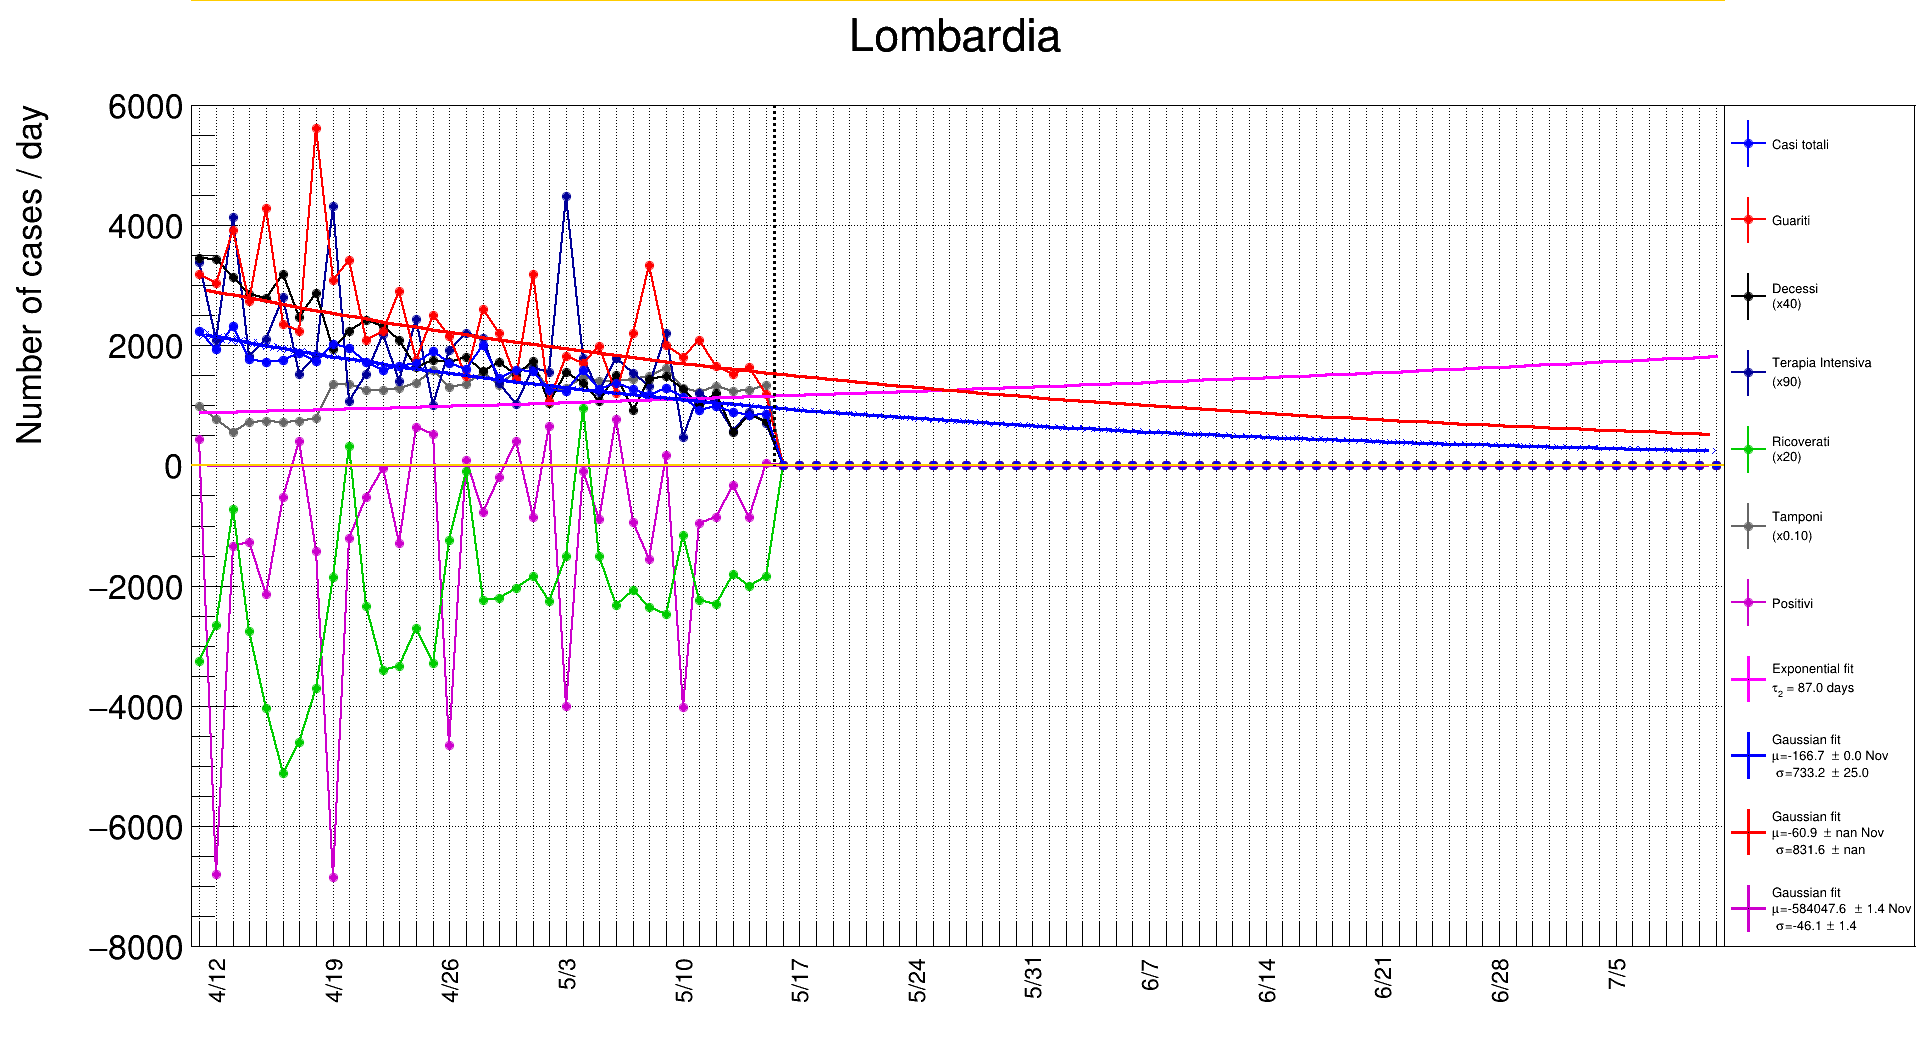 Lombardia
Number of cases / day
6000
4000
2000
0
−2000
−4000
−6000
−8000
4/12
4/19
4/26
5/3
5/10
5/17
5/24
5/31
6/7
6/14
6/21
6/28
7/5
Casi totali
Guariti
Decessi
(x40)
Terapia Intensiva
(x90)
Ricoverati
(x20)
Tamponi
(x0.10)
Positivi
Exponential fit
τ₂ = 87.0 days
Gaussian fit
μ=-166.7 ± 0.0 Nov
σ=733.2 ± 25.0
Gaussian fit
μ=-60.9 ± nan Nov
σ=831.6 ± nan
Gaussian fit
μ=-584047.6 ± 1.4 Nov
σ=-46.1 ± 1.4